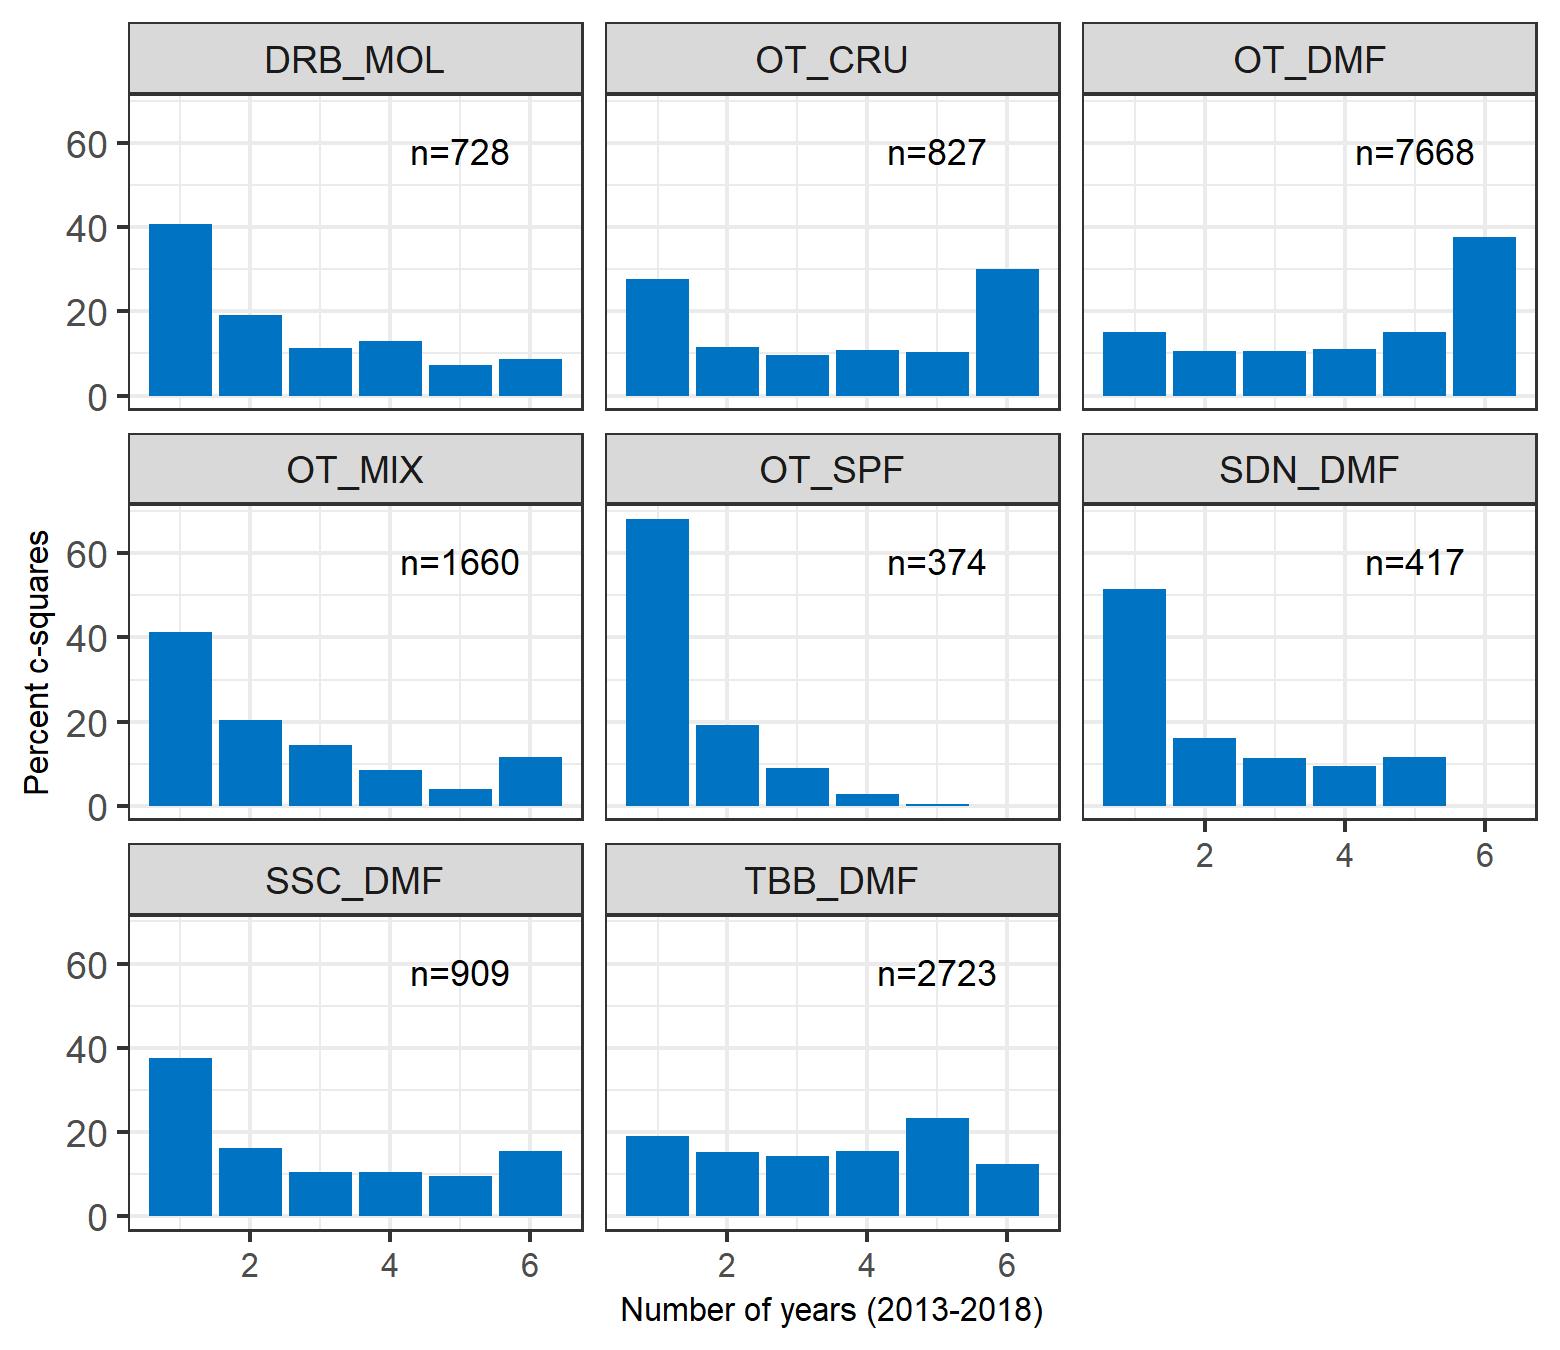 DRB_MOL OT_CRU OT_DMF
n=728 n=827 n=7668
60
40
20
0
OT_MIX OT_SPF SDN_DMF
n=1660 n=374 n=417
60
40
20
0
2 4 6
SSC_DMF TBB_DMF
n=909 n=2723
60
40
20
0
2 4 6 2 4 6
Percent c-squares
Number of years (2013-2018)